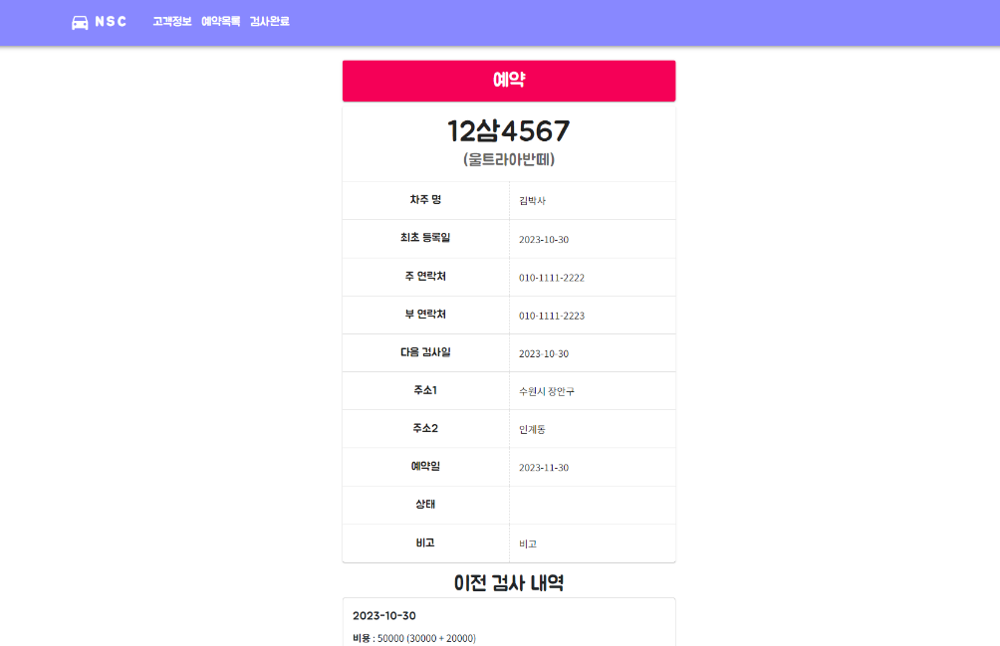 NSC 고객정보 예약목록 검사완료
예약
12삼4567
(울트라아반떼)
차주 명 김박사
최초 등록일 2023-10-30
주 연락처 010-1111-2222
부 연락처 010-1111-2223
다음 검사일 2023-10-30
주소1 수원시 장안구
주소2 인계동
예약일 2023-11-30
상태
비고 비고
이전 검사 내역
2023-10-30
비용 : 50000 (30000 + 20000)